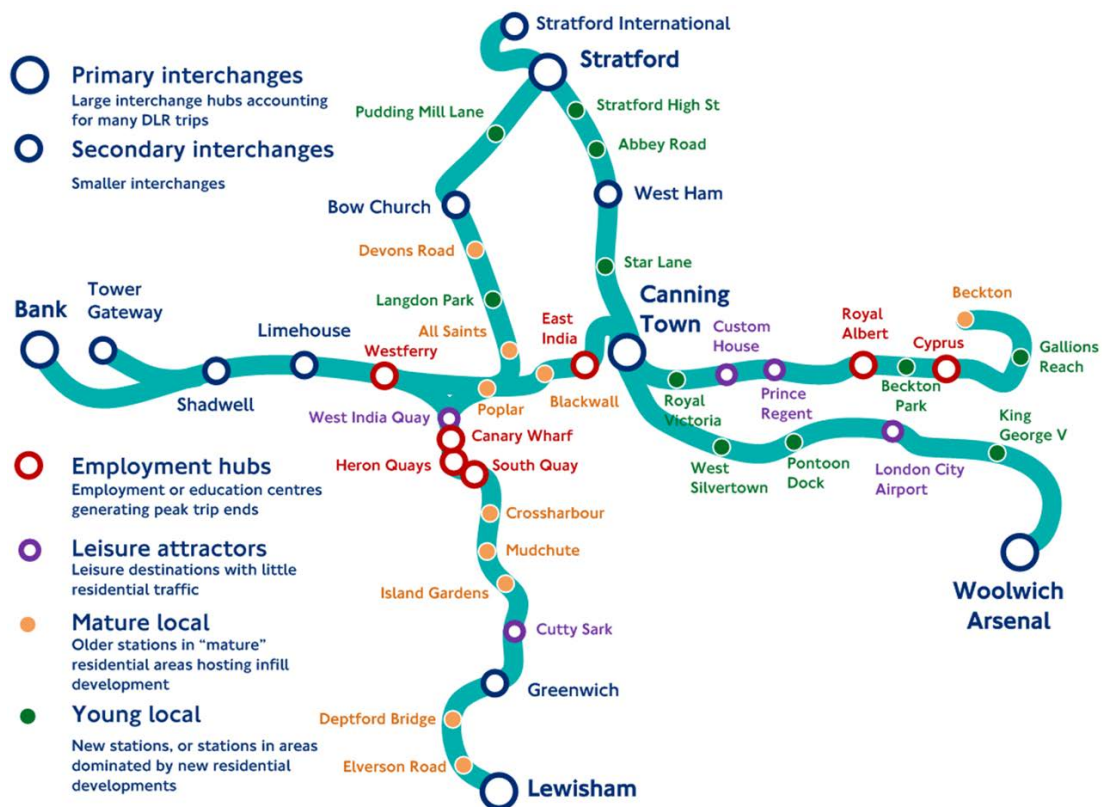 Stratford International
Stratford
Primary interchanges
Large interchange hubs accounting
for many DLR trips
Secondary interchanges
Smaller interchanges
Pudding Mill Lane
Stratford High St
Abbey Road
Bow Church
West Ham
Devons Road
Star Lane
Langdon Park
Bank
Tower
Gateway
Limehouse
Westferry
All Saints
East
India
Canning
Town
Custom
House
Royal
Albert
Beckton
Cyprus
Gallions
Reach
Shadwell
West India Quay
Poplar
Blackwall
Royal
Victoria
Prince
Regent
Beckton
Park
King
George V
Canary Wharf
Heron Quays
South Quay
West
Silvertown
Pontoon
Dock
London City
Airport
Employment hubs
Employment or education centres
generating peak trip ends
Crossharbour
Leisure attractors
Leisure destinations with little
residential traffic
Mudchute
Island Gardens
Woolwich
Arsenal
Mature local
Older stations in “mature”
residential areas hosting infill
development
Cutty Sark
Greenwich
Young local
New stations, or stations in areas
dominated by new residential
developments
Deptford Bridge
Elverson Road
Lewisham